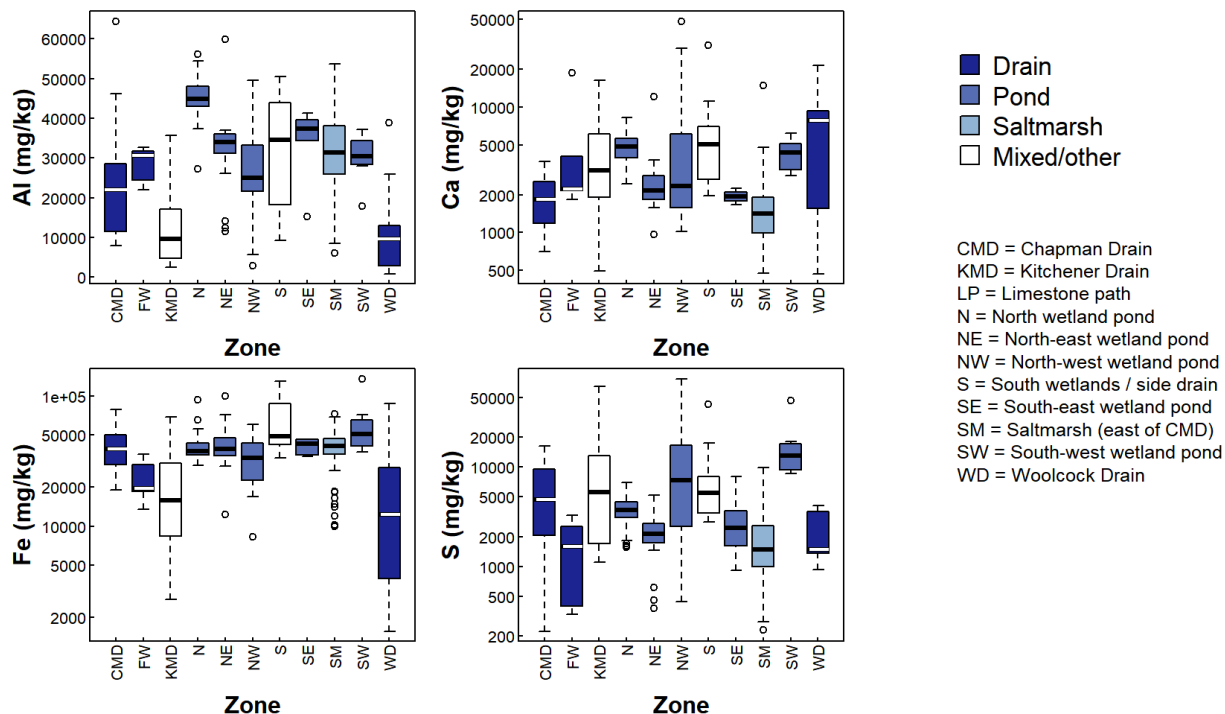 Al (mg/kg)
60000
50000
40000
30000
20000
10000
0
CMD
FW
KMD
N
NE
NW
S
SE
SM
SW
WD
Zone
Ca (mg/kg)
50000
20000
10000
5000
2000
1000
500
CMD
FW
KMD
N
NE
NW
S
SE
SM
SW
WD
Zone
Drain
Pond
Saltmarsh
Mixed/other
CMD = Chapman Drain
KMD = Kitchener Drain
LP = Limestone path
N = North wetland pond
NE = North-east wetland pond
NW = North-west wetland pond
S = South wetlands / side drain
SE = South-east wetland pond
SM = Saltmarsh (east of CMD)
SW = South-west wetland pond
WD = Woolcock Drain
Fe (mg/kg)
1e+05
50000
20000
10000
5000
2000
CMD
FW
KMD
N
NE
NW
S
SE
SM
SW
WD
Zone
S (mg/kg)
50000
20000
10000
5000
2000
1000
500
200
CMD
FW
KMD
N
NE
NW
S
SE
SM
SW
WD
Zone